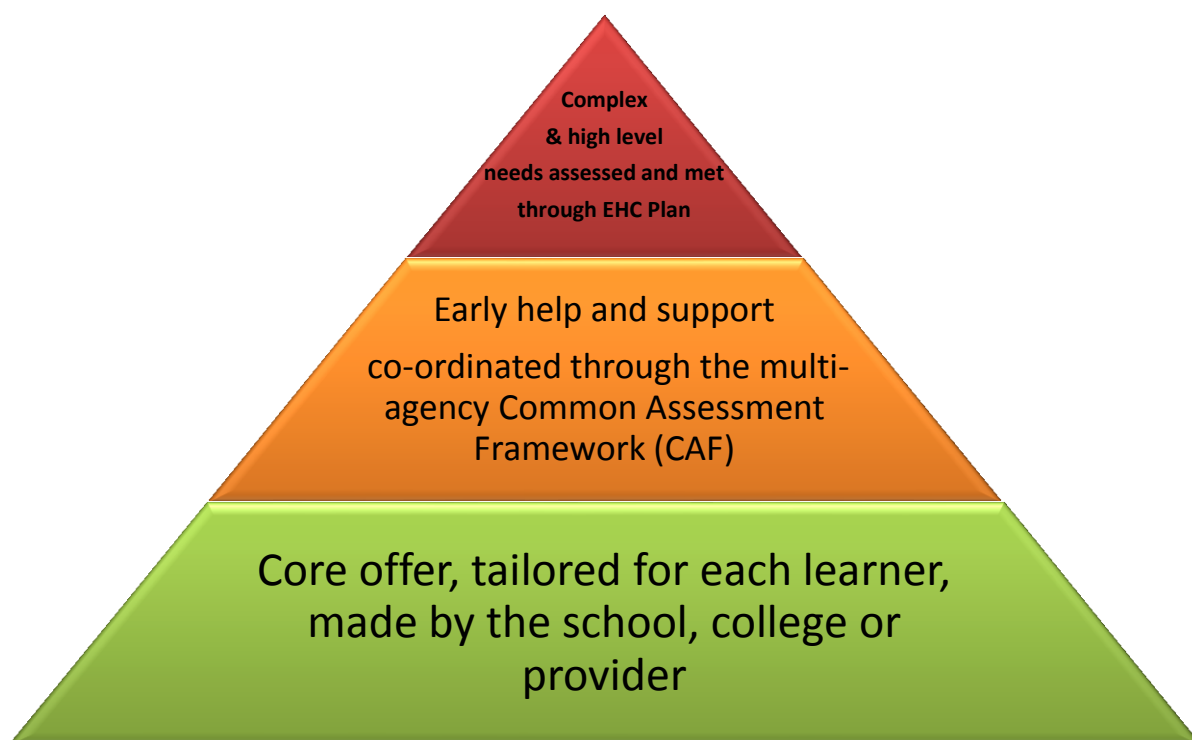 Complex
& high level
needs assessed and met
through EHC Plan
Early help and support
co-ordinated through the multi-
agency Common Assessment
Framework (CAF)
Core offer, tailored for each learner,
made by the school, college or
provider